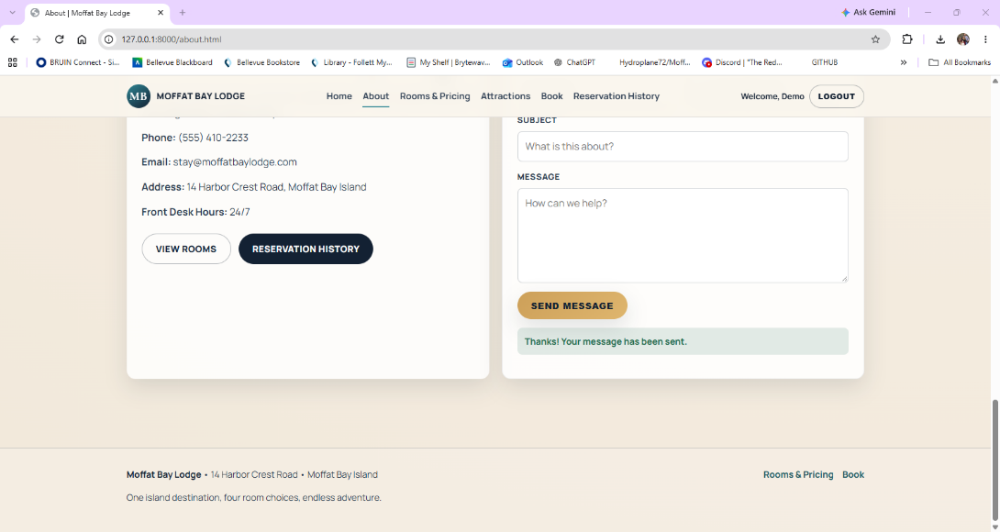 About | Moffat Bay Lodge
Ask Gemini
127.0.0.1:8000/about.html
BRUIN Connect - Si...
Bellevue Blackboard
Bellevue Bookstore
Library - Follett My...
My Shelf | Brytewav...
Outlook
ChatGPT
Hydroplane72/Moff...
Discord | "The Red...
GITHUB
»
All Bookmarks
MB
MOFFAT BAY LODGE
Home
About
Rooms & Pricing
Attractions
Book
Reservation History
Welcome, Demo
LOGOUT
Phone: (555) 410-2233
Email: stay@moffatbaylodge.com
Address: 14 Harbor Crest Road, Moffat Bay Island
Front Desk Hours: 24/7
VIEW ROOMS
RESERVATION HISTORY
SUBJECT
What is this about?
MESSAGE
How can we help?
SEND MESSAGE
Thanks! Your message has been sent.
Moffat Bay Lodge • 14 Harbor Crest Road • Moffat Bay Island
Rooms & Pricing
Book
One island destination, four room choices, endless adventure.